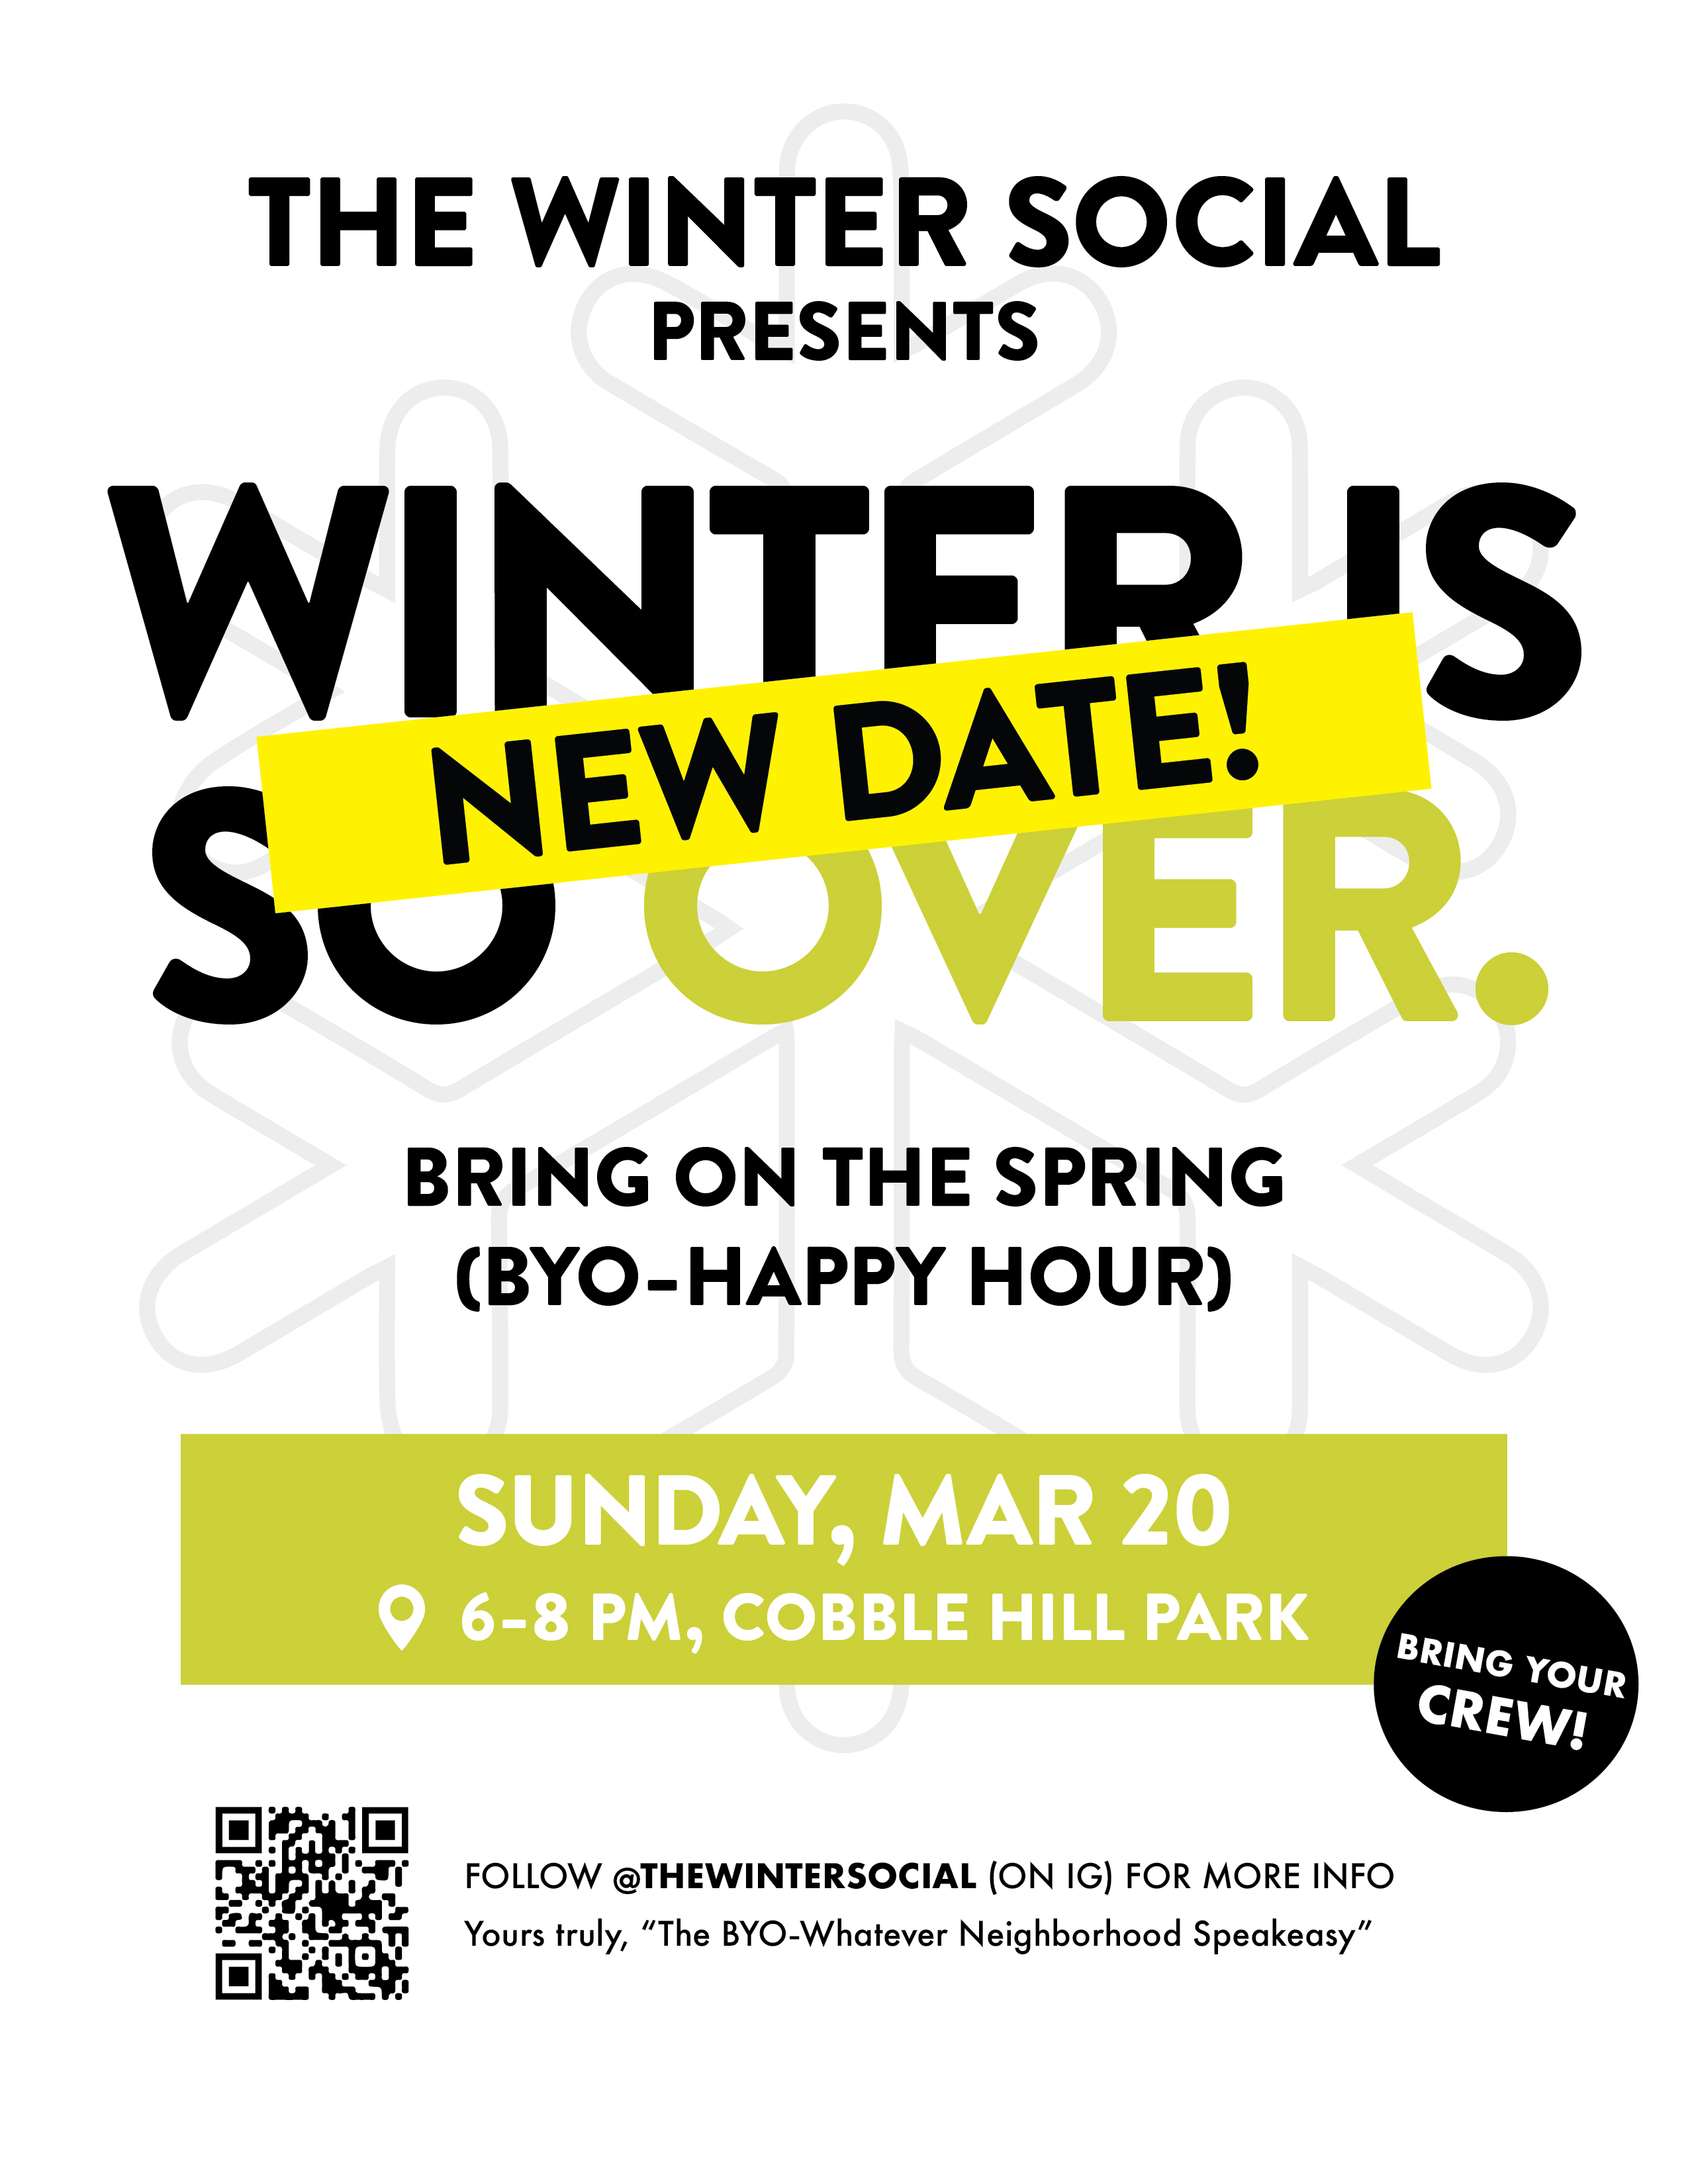 THE WINTER SOCIAL
PRESENTS
WINTER IS
NEW DATE!
SO OVER.
BRING ON THE SPRING
(BYO-HAPPY HOUR)
SUNDAY, MAR 20
6-8 PM, COBBLE HILL PARK
BRING YOUR
CREW!
FOLLOW @THEWINTERSOCIAL (ON IG) FOR MORE INFO
Yours truly, “The BYO-Whatever Neighborhood Speakeasy”